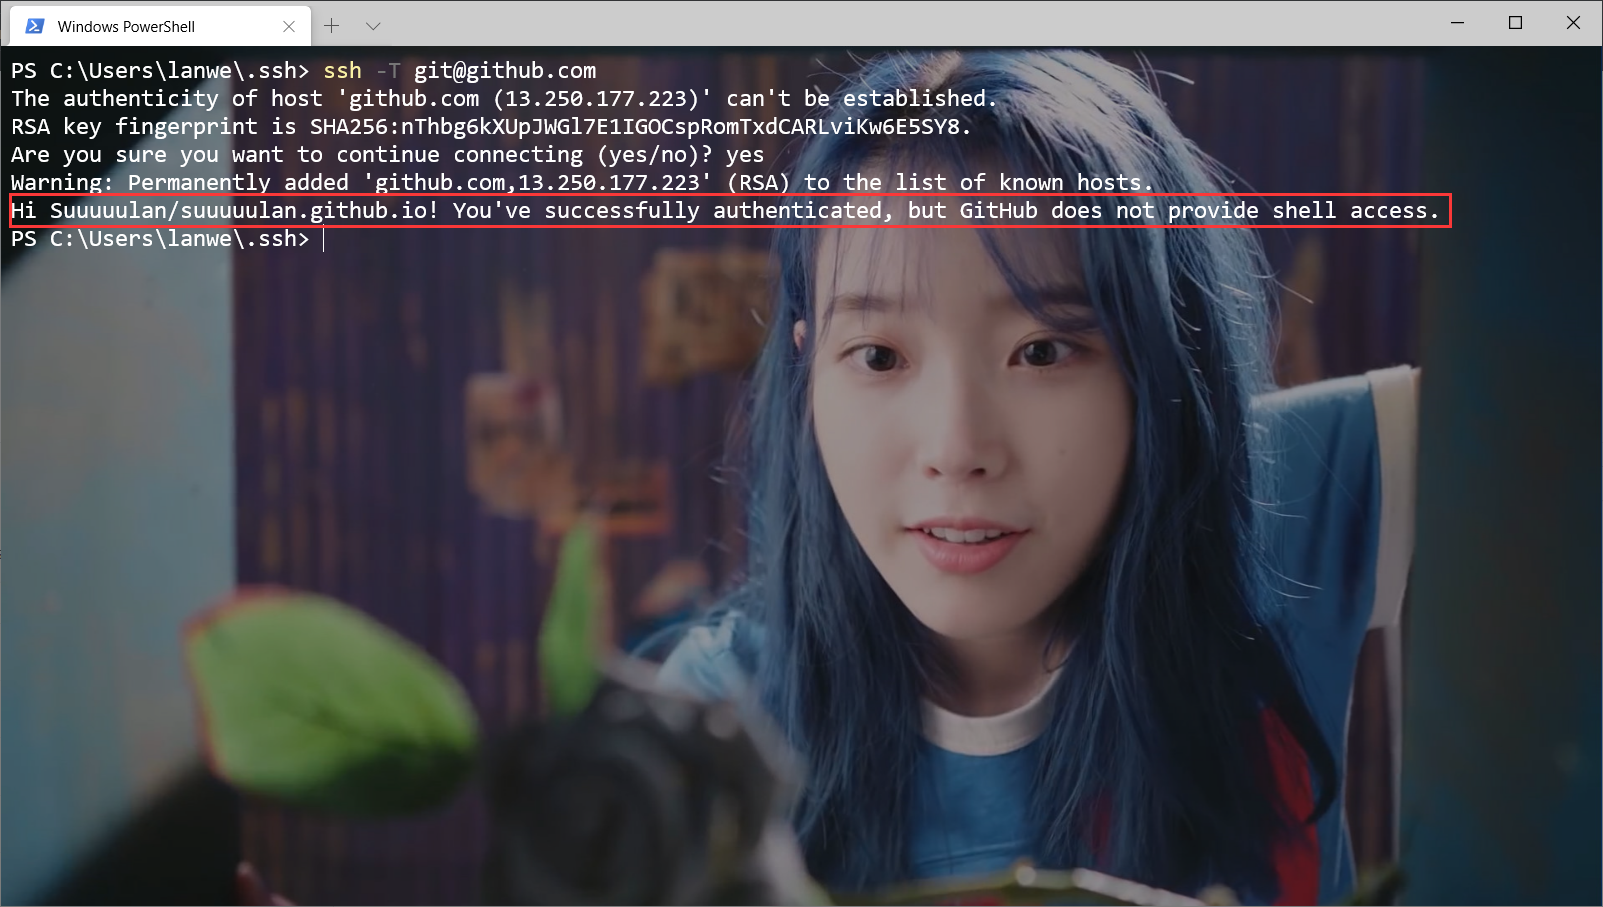 Windows PowerShell
PS C:\Users\lanwe\.ssh> ssh -T git@github.com
The authenticity of host 'github.com (13.250.177.223)' can't be established.
RSA key fingerprint is SHA256:nThbg6kXUpJWGl7E1IGOCspRomTxdCARLviKw6E5SY8.
Are you sure you want to continue connecting (yes/no)? yes
Warning: Permanently added 'github.com,13.250.177.223' (RSA) to the list of known hosts.
Hi Suuuuulan/suuuuulan.github.io! You've successfully authenticated, but GitHub does not provide shell access.
PS C:\Users\lanwe\.ssh>